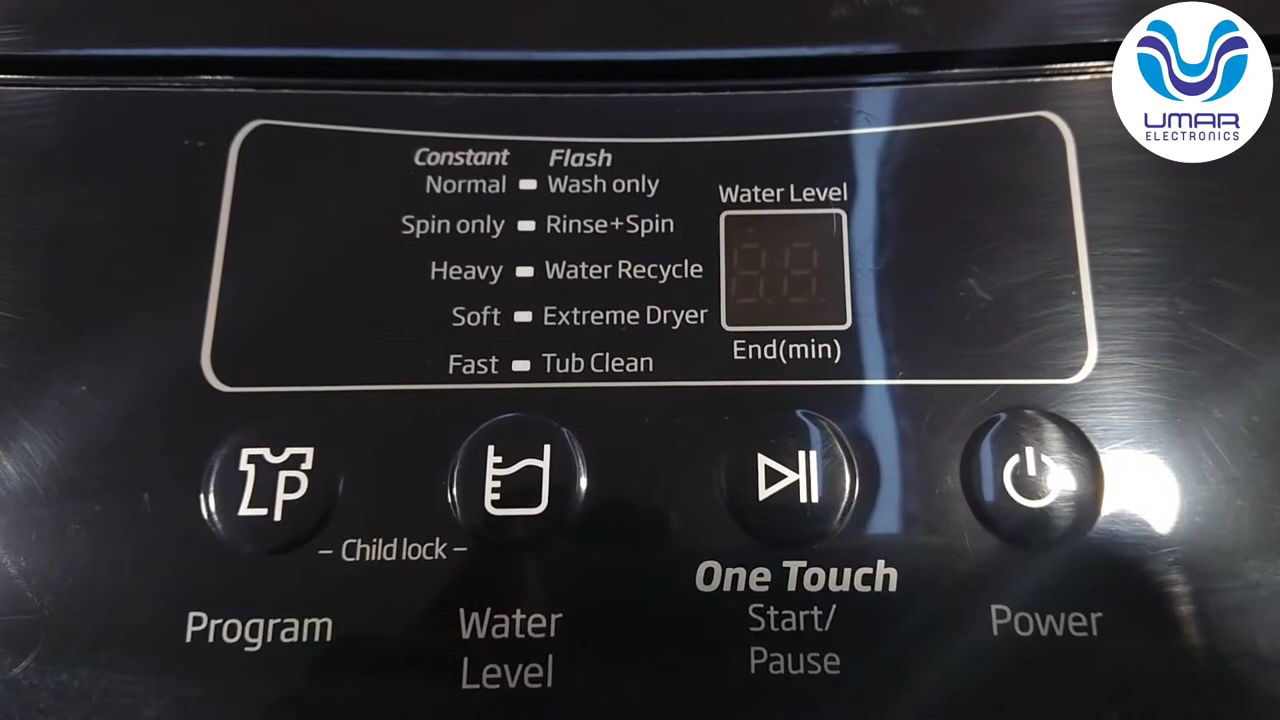 UMAR
ELECTRONICS
Constant Flash
Normal Wash only
Spin only Rinse+Spin
Heavy Water Recycle
Soft Extreme Dryer
Fast Tub Clean
Water Level
End(min)
P
– Child lock –
Program
Water
Level
One Touch
Start/
Pause
Power